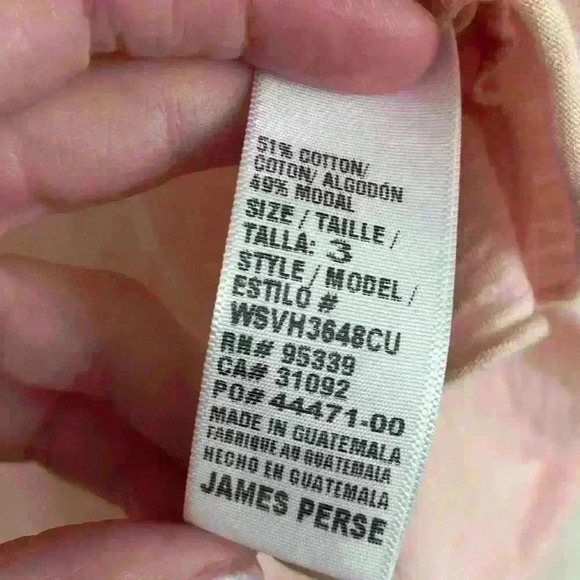 51% COTTON/
COTON/ ALGODÓN
49% MODAL
SIZE / TAILLE /
TALLA: 3
STYLE / MODEL /
ESTILO #
WSVH3648CU
RN# 95339
CA# 31092
PO# 44471-00
MADE IN GUATEMALA
FABRIQUE AU GUATEMALA
HECHO EN GUATEMALA
JAMES PERSE